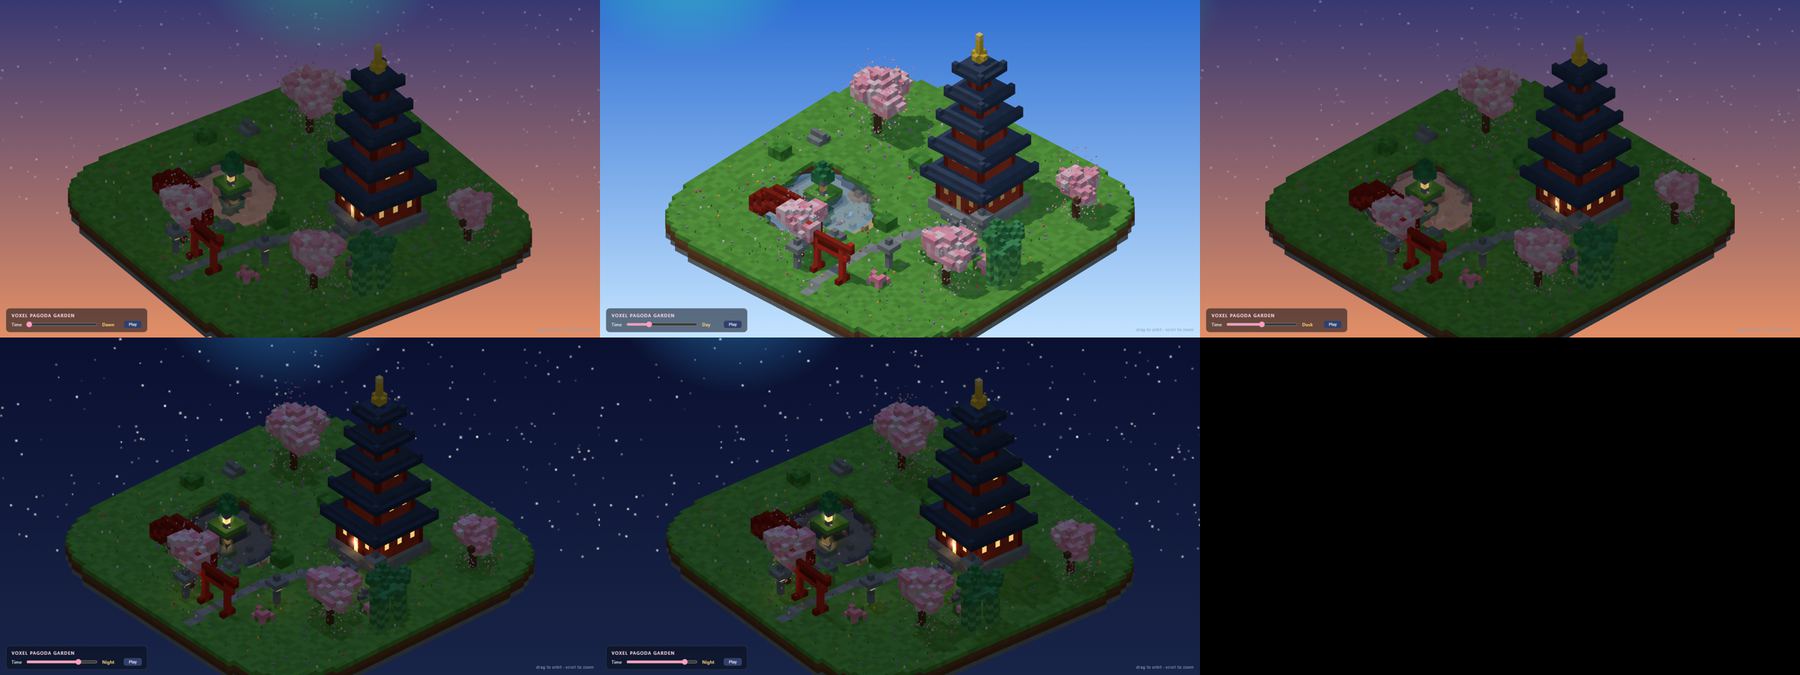 VOXEL PAGODA GARDEN
Time Dawn Play
VOXEL PAGODA GARDEN
Time Day Play
drag to orbit · scroll to zoom
VOXEL PAGODA GARDEN
Time Dusk Play
VOXEL PAGODA GARDEN
Time Night Play
drag to orbit · scroll to zoom
VOXEL PAGODA GARDEN
Time Night Play
drag to orbit · scroll to zoom